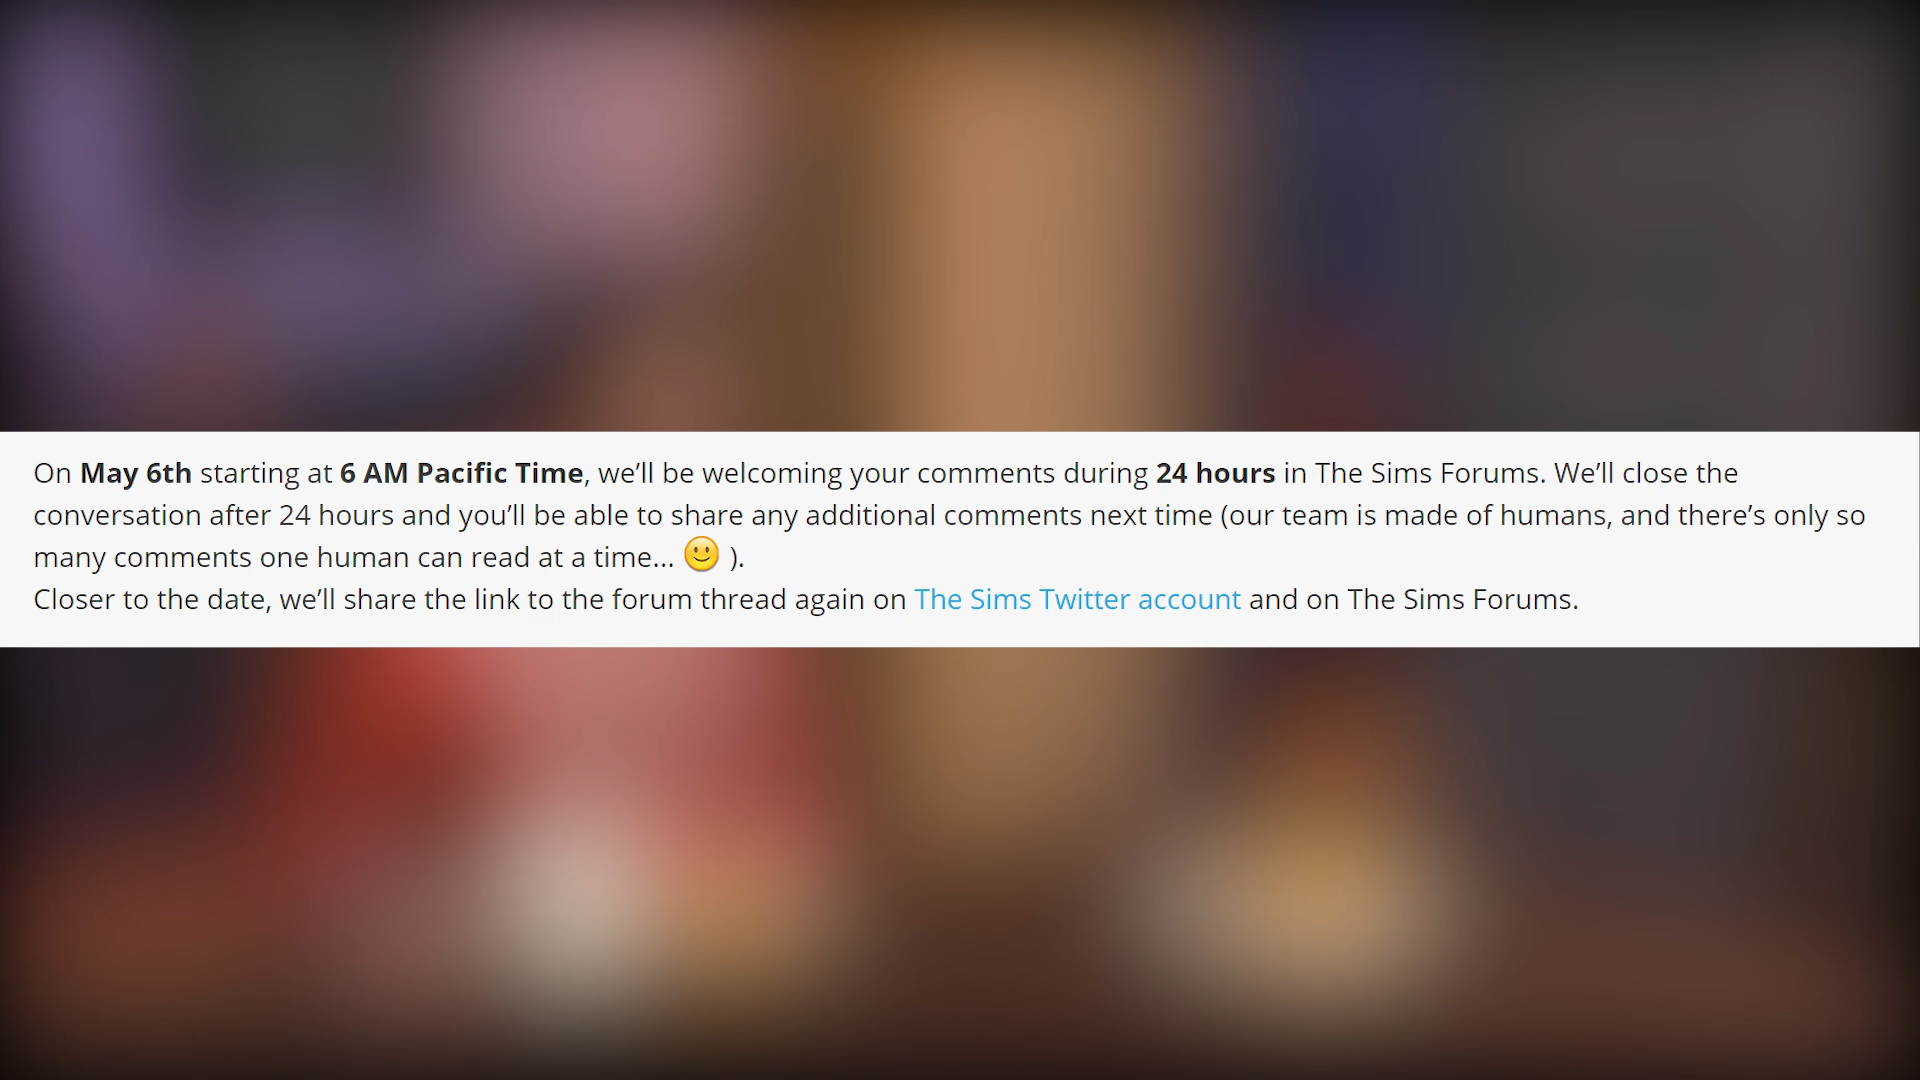 On May 6th starting at 6 AM Pacific Time, we’ll be welcoming your comments during 24 hours in The Sims Forums. We’ll close the
conversation after 24 hours and you’ll be able to share any additional comments next time (our team is made of humans, and there’s only so
many comments one human can read at a time... 🙂 ).
Closer to the date, we’ll share the link to the forum thread again on The Sims Twitter account and on The Sims Forums.